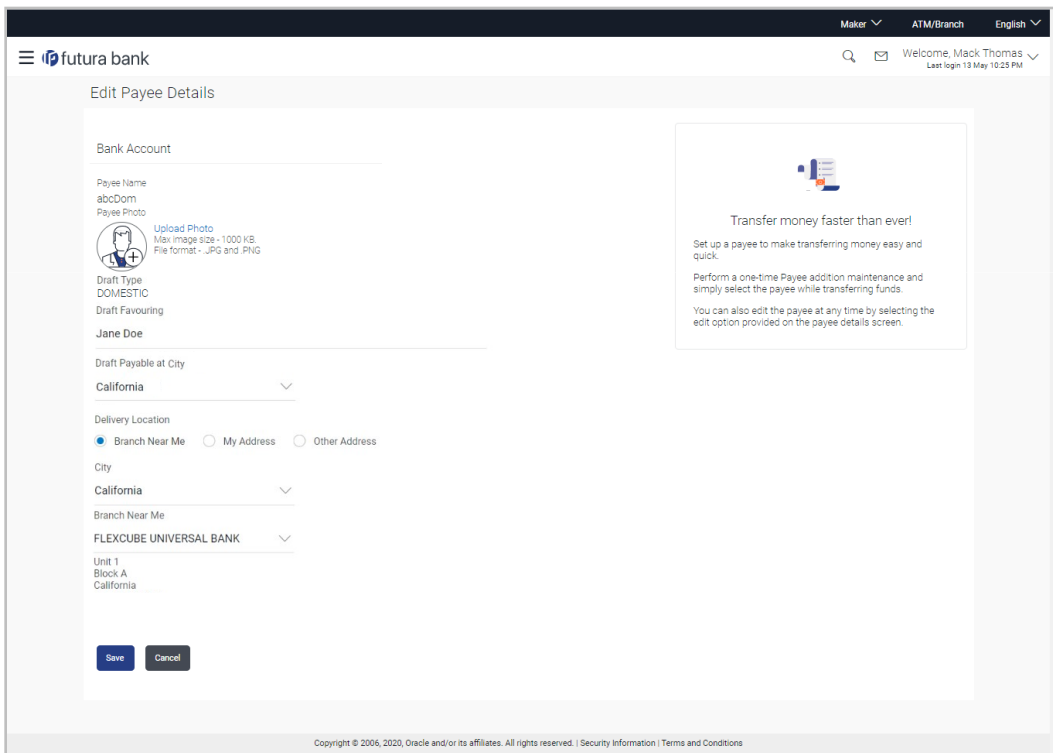 Maker ATM/Branch English
futura bank
Welcome, Mack Thomas
Last login 13 May 10:25 PM
Edit Payee Details
Bank Account
Payee Name
abcDom
Payee Photo
Upload Photo
Max image size - 1000 KB.
File format - .JPG and .PNG
Draft Type
DOMESTIC
Draft Favouring
Jane Doe
Draft Payable at City
California
Delivery Location
Branch Near Me My Address Other Address
City
California
Branch Near Me
FLEXCUBE UNIVERSAL BANK
Unit 1
Block A
California
Save Cancel
Transfer money faster than ever!
Set up a payee to make transferring money easy and
quick.
Perform a one-time Payee addition maintenance and
simply select the payee while transferring funds.
You can also edit the payee at any time by selecting the
edit option provided on the payee details screen.
Copyright © 2006, 2020, Oracle and/or its affiliates. All rights reserved. | Security Information | Terms and Conditions